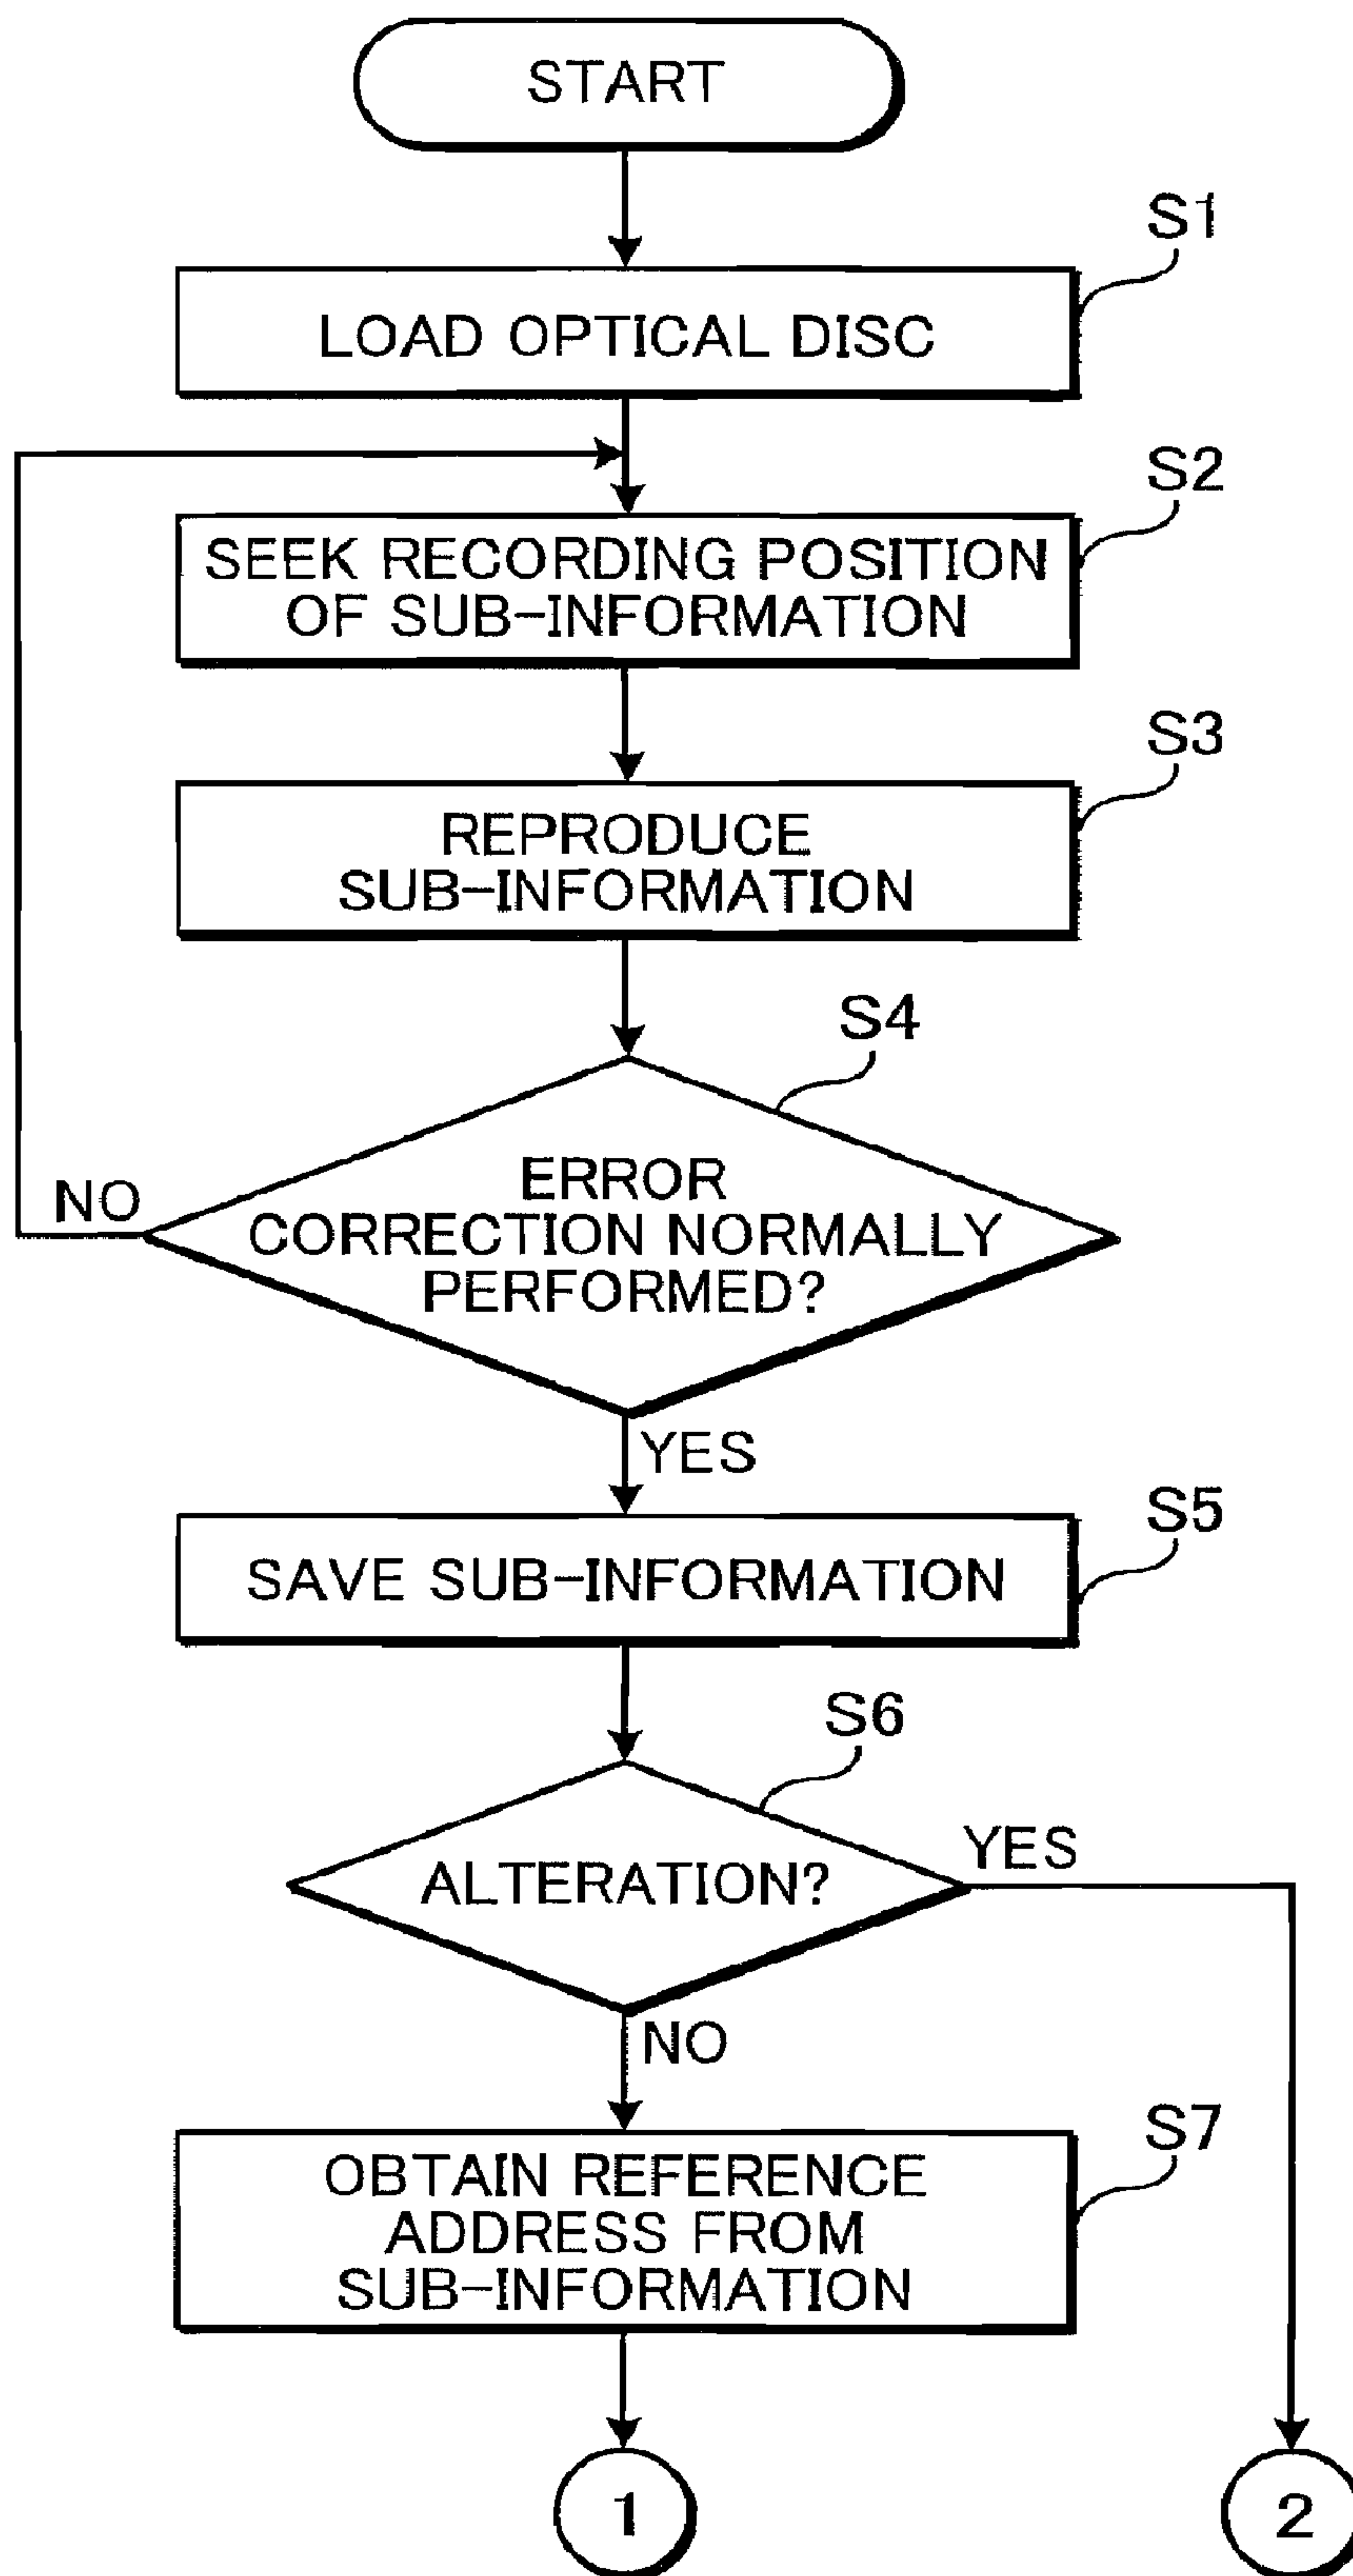 START
S1
LOAD OPTICAL DISC
S2
SEEK RECORDING POSITION
OF SUB-INFORMATION
S3
REPRODUCE
SUB-INFORMATION
S4
ERROR
CORRECTION NORMALLY
PERFORMED?
NO
YES
S5
SAVE SUB-INFORMATION
S6
ALTERATION?
YES
NO
S7
OBTAIN REFERENCE
ADDRESS FROM
SUB-INFORMATION
1
2